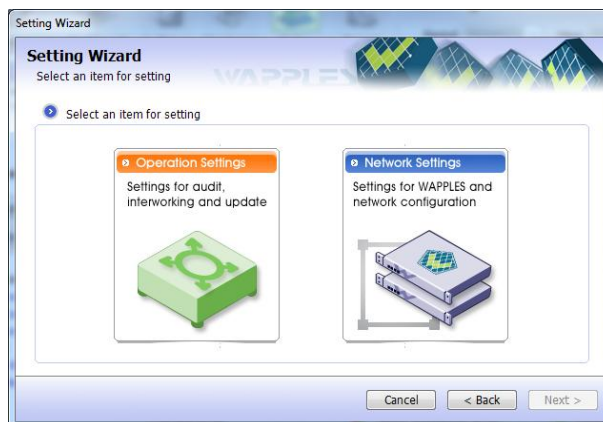 Setting Wizard
Setting Wizard
Select an item for setting
WAPPLES
Select an item for setting
Operation Settings
Settings for audit,
interworking and update
Network Settings
Settings for WAPPLES and
network configuration
Cancel
< Back
Next >